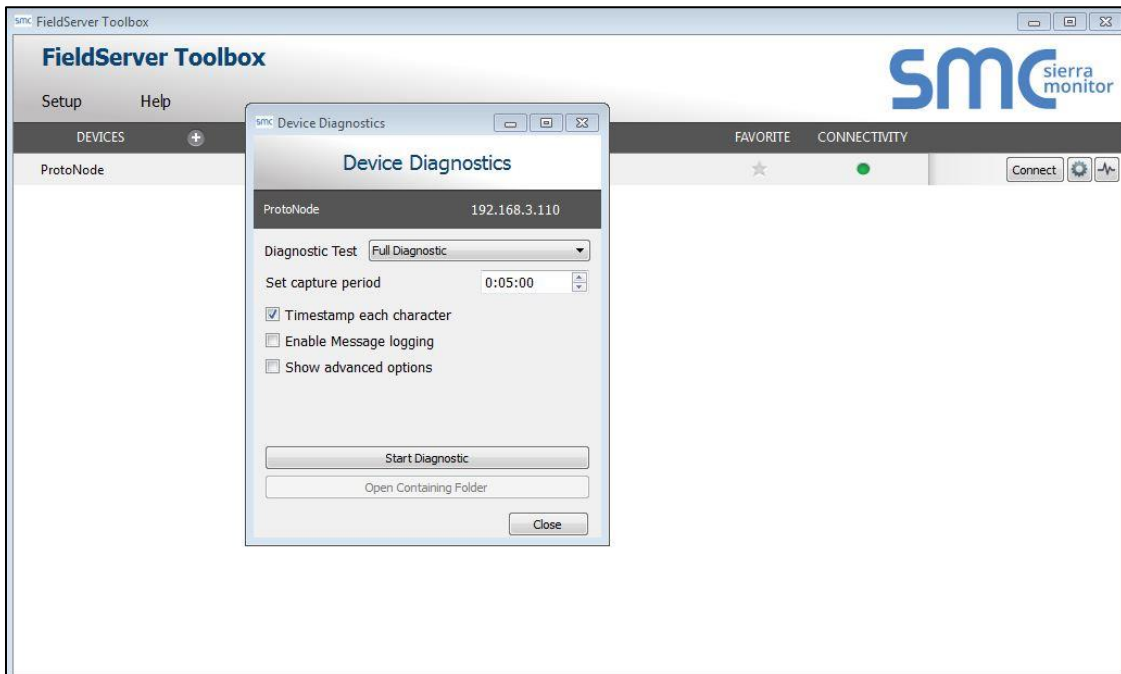 smc FieldServer Toolbox
FieldServer Toolbox
smc sierra monitor
Setup Help
DEVICES FAVORITE CONNECTIVITY
ProtoNode Connect
smc Device Diagnostics
Device Diagnostics
ProtoNode 192.168.3.110
Diagnostic Test Full Diagnostic
Set capture period 0:05:00
Timestamp each character
Enable Message logging
Show advanced options
Start Diagnostic
Open Containing Folder
Close